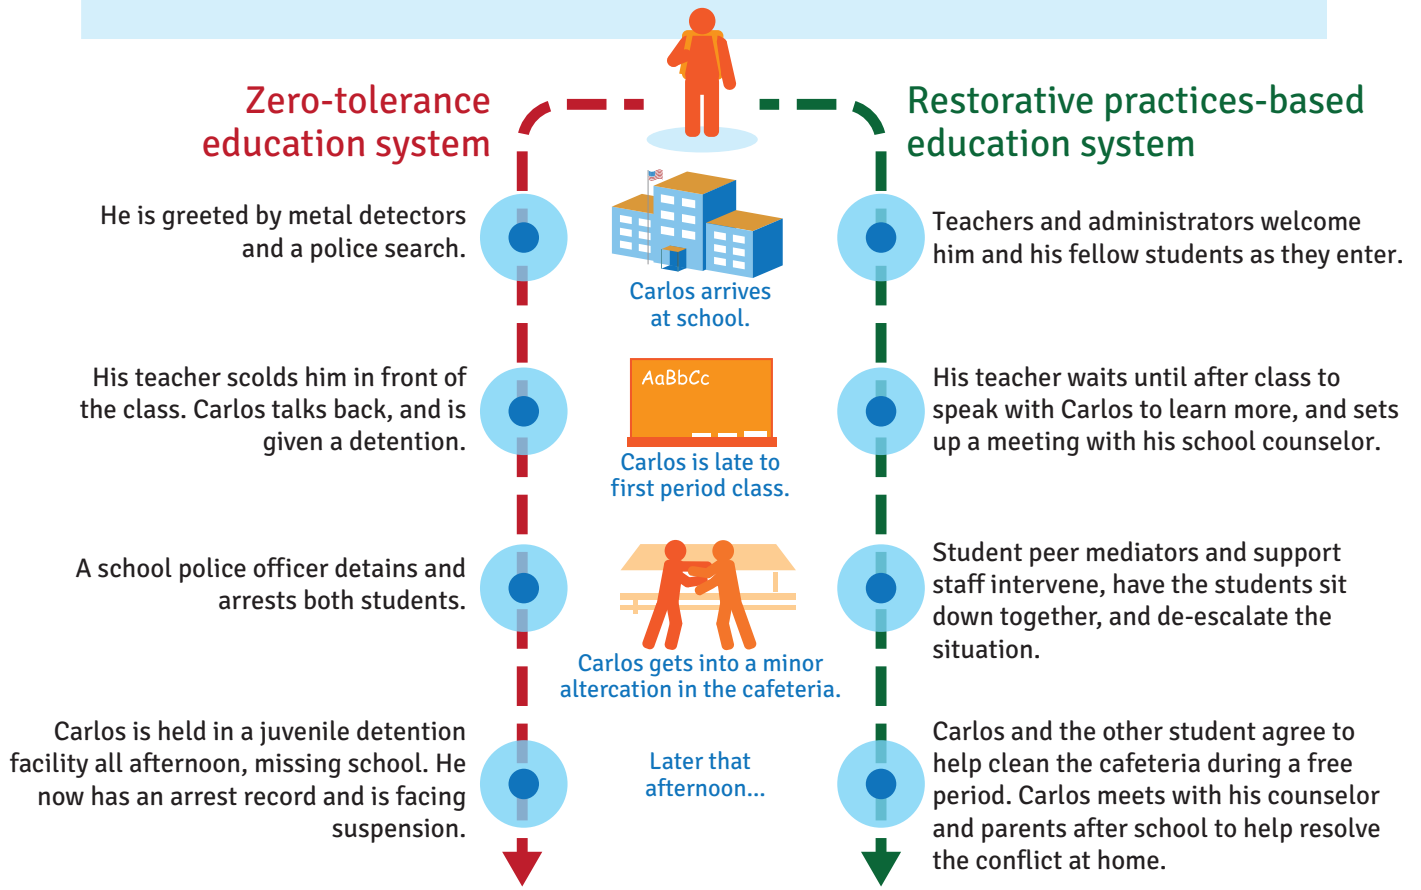 Zero-tolerance
education system
Restorative practices-based
education system
He is greeted by metal detectors
and a police search.
Carlos arrives
at school.
Teachers and administrators welcome
him and his fellow students as they enter.
His teacher scolds him in front of
the class. Carlos talks back, and is
given a detention.
AaBbCc
Carlos is late to
first period class.
His teacher waits until after class to
speak with Carlos to learn more, and sets
up a meeting with his school counselor.
A school police officer detains and
arrests both students.
Carlos gets into a minor
altercation in the cafeteria.
Student peer mediators and support
staff intervene, have the students sit
down together, and de-escalate the
situation.
Carlos is held in a juvenile detention
facility all afternoon, missing school. He
now has an arrest record and is facing
suspension.
Later that
afternoon...
Carlos and the other student agree to
help clean the cafeteria during a free
period. Carlos meets with his counselor
and parents after school to help resolve
the conflict at home.